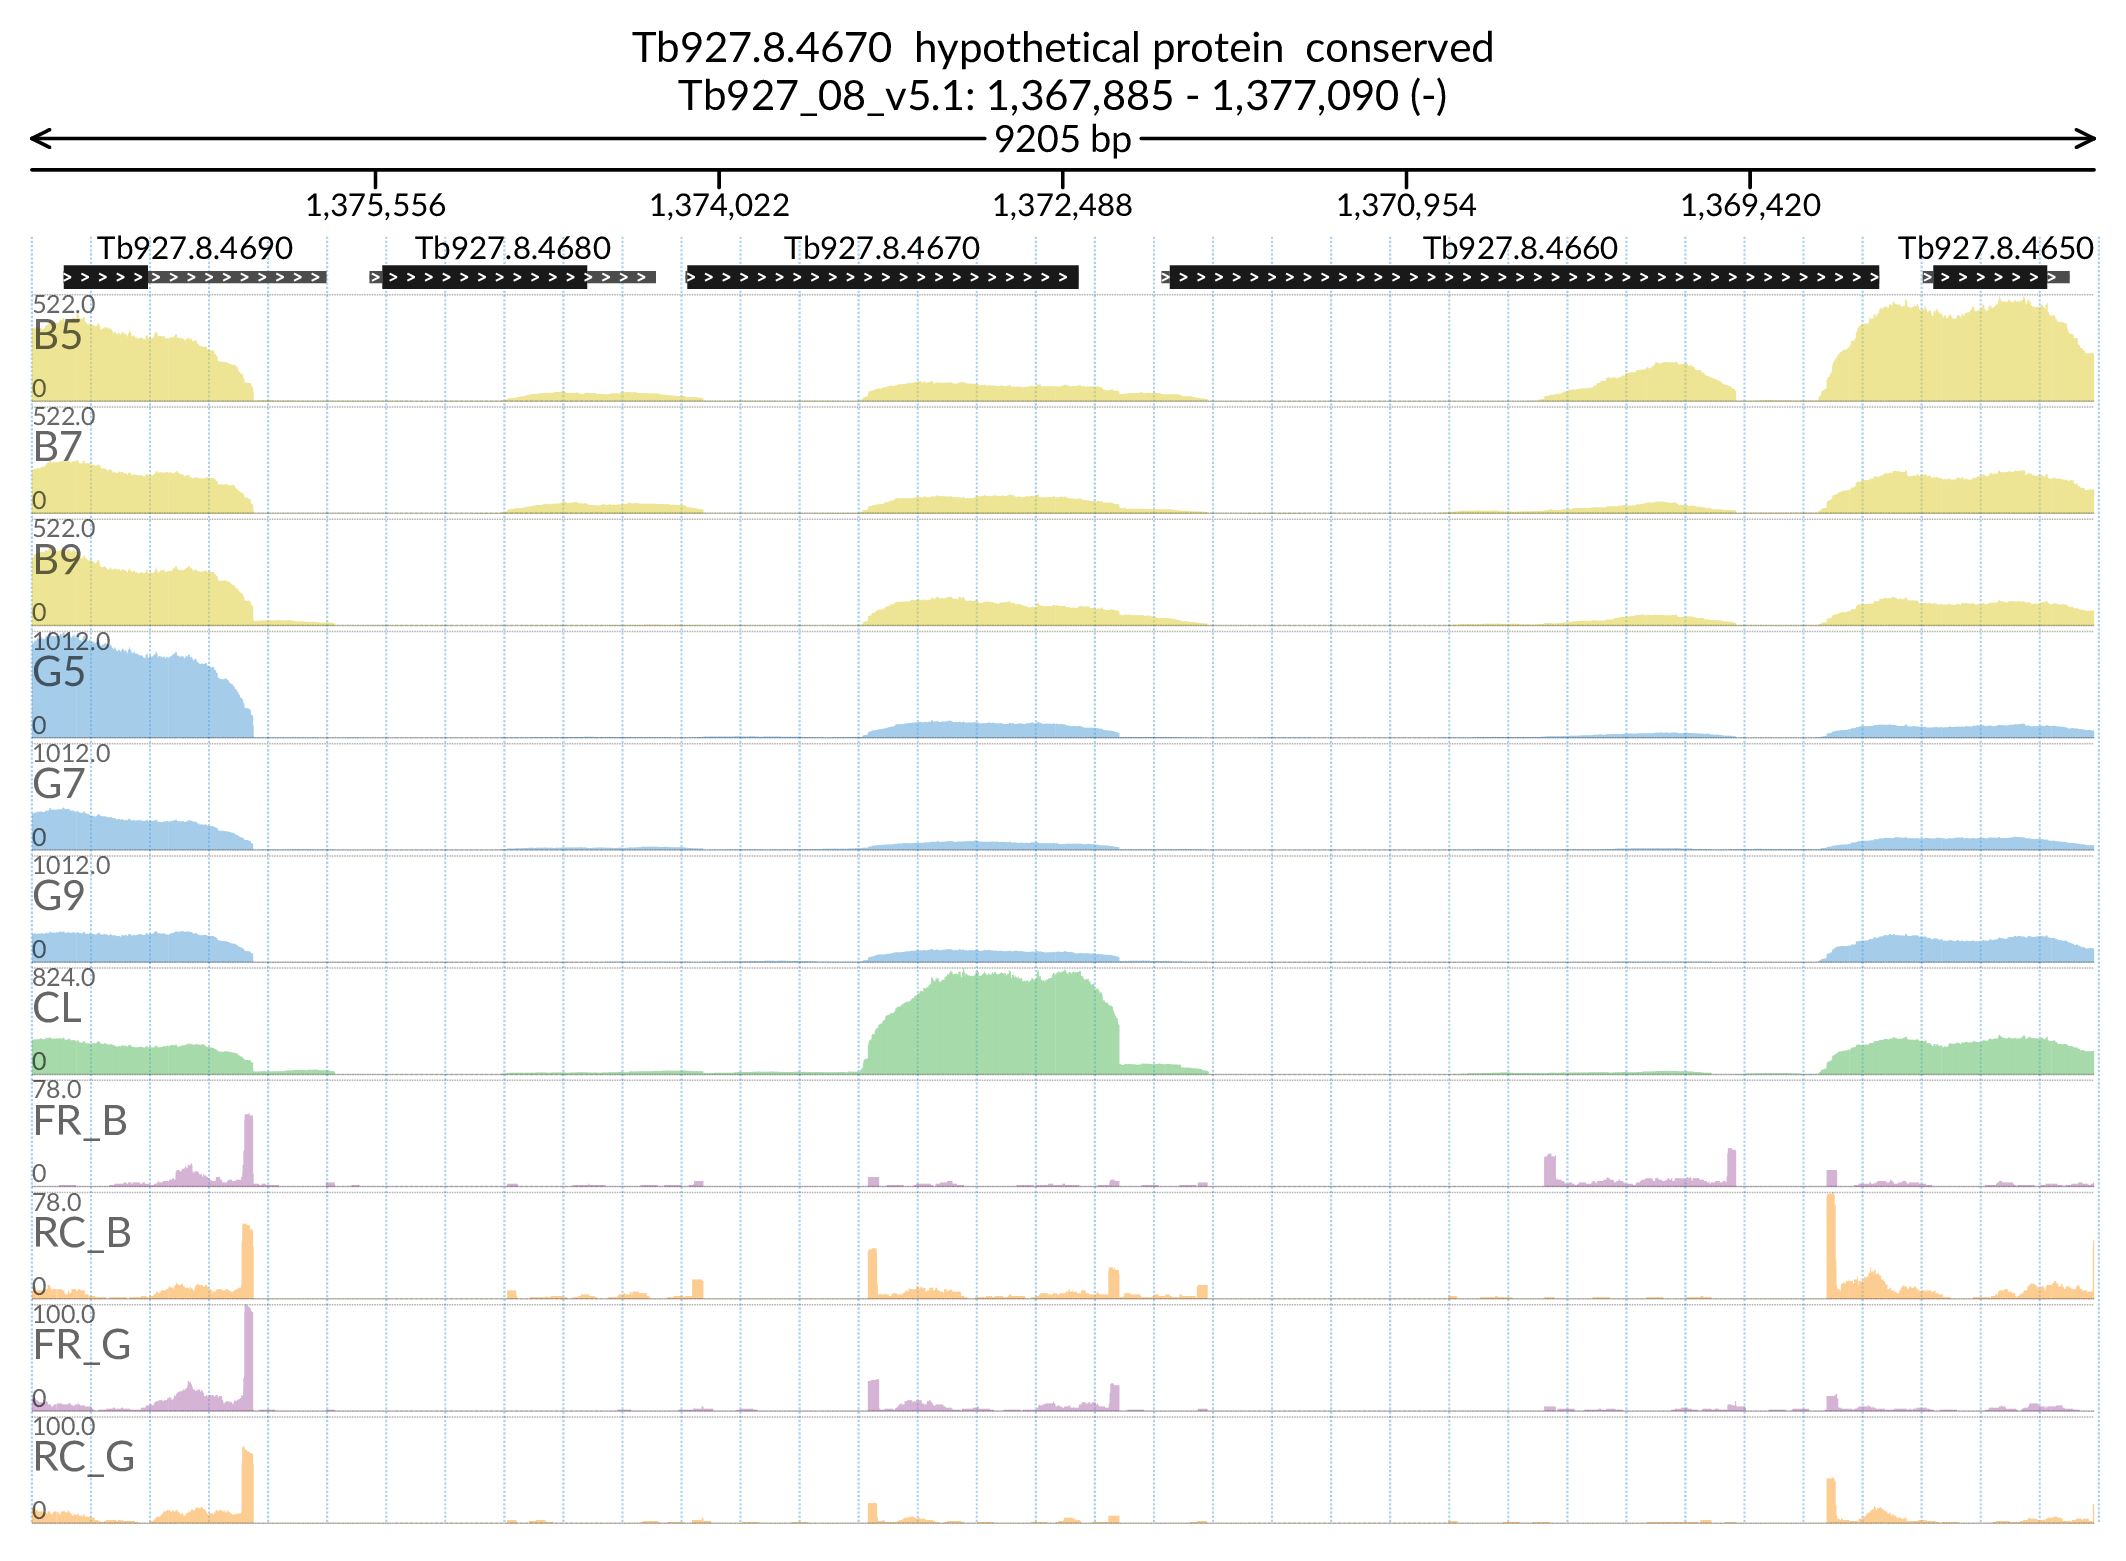 Tb927.8.4670  hypothetical protein  conserved
Tb927_08_v5.1: 1,367,885 - 1,377,090 (-)
9205 bp
1,375,556 1,374,022 1,372,488 1,370,954 1,369,420
Tb927.8.4690 Tb927.8.4680 Tb927.8.4670 Tb927.8.4660 Tb927.8.4650
522.0
B5
0
522.0
B7
0
522.0
B9
0
1012.0
G5
0
1012.0
G7
0
1012.0
G9
0
824.0
CL
0
78.0
FR_B
0
78.0
RC_B
0
100.0
FR_G
0
100.0
RC_G
0